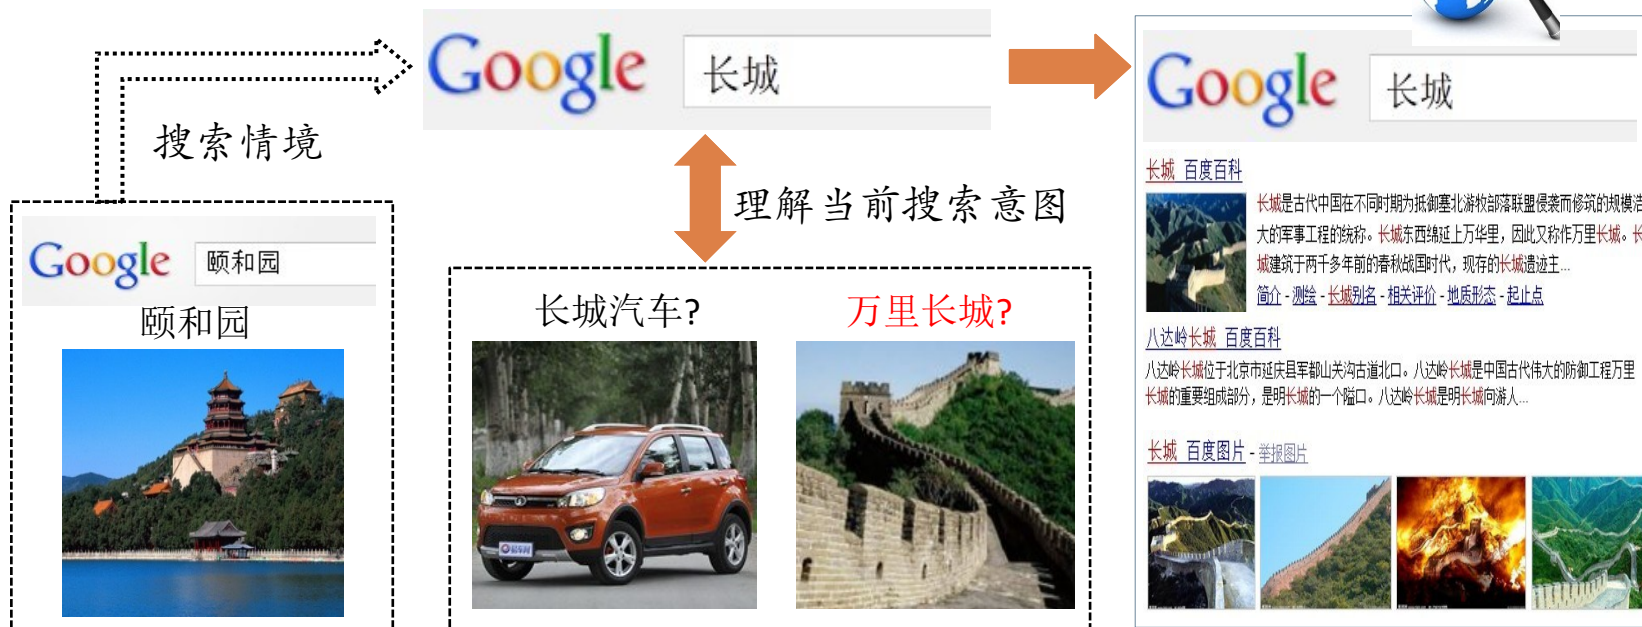 Google 长城
搜索情境
理解当前搜索意图
Google 颐和园
颐和园
长城汽车?
万里长城?
易车网
Google 长城
长城 百度百科
长城是古代中国在不同时期为抵御塞北游牧部落联盟侵袭而修筑的规模浩
大的军事工程的统称。长城东西绵延上万华里，因此又称作万里长城。长
城建筑于两千多年前的春秋战国时代，现存的长城遗迹主...
简介 - 测绘 - 长城别名 - 相关评价 - 地质形态 - 起止点
八达岭长城 百度百科
八达岭长城位于北京市延庆县军都山关沟古道北口。八达岭长城是中国古代伟大的防御工程万里
长城的重要组成部分，是明长城的一个隘口。八达岭长城是明长城向游人...
长城 百度图片 - 举报图片